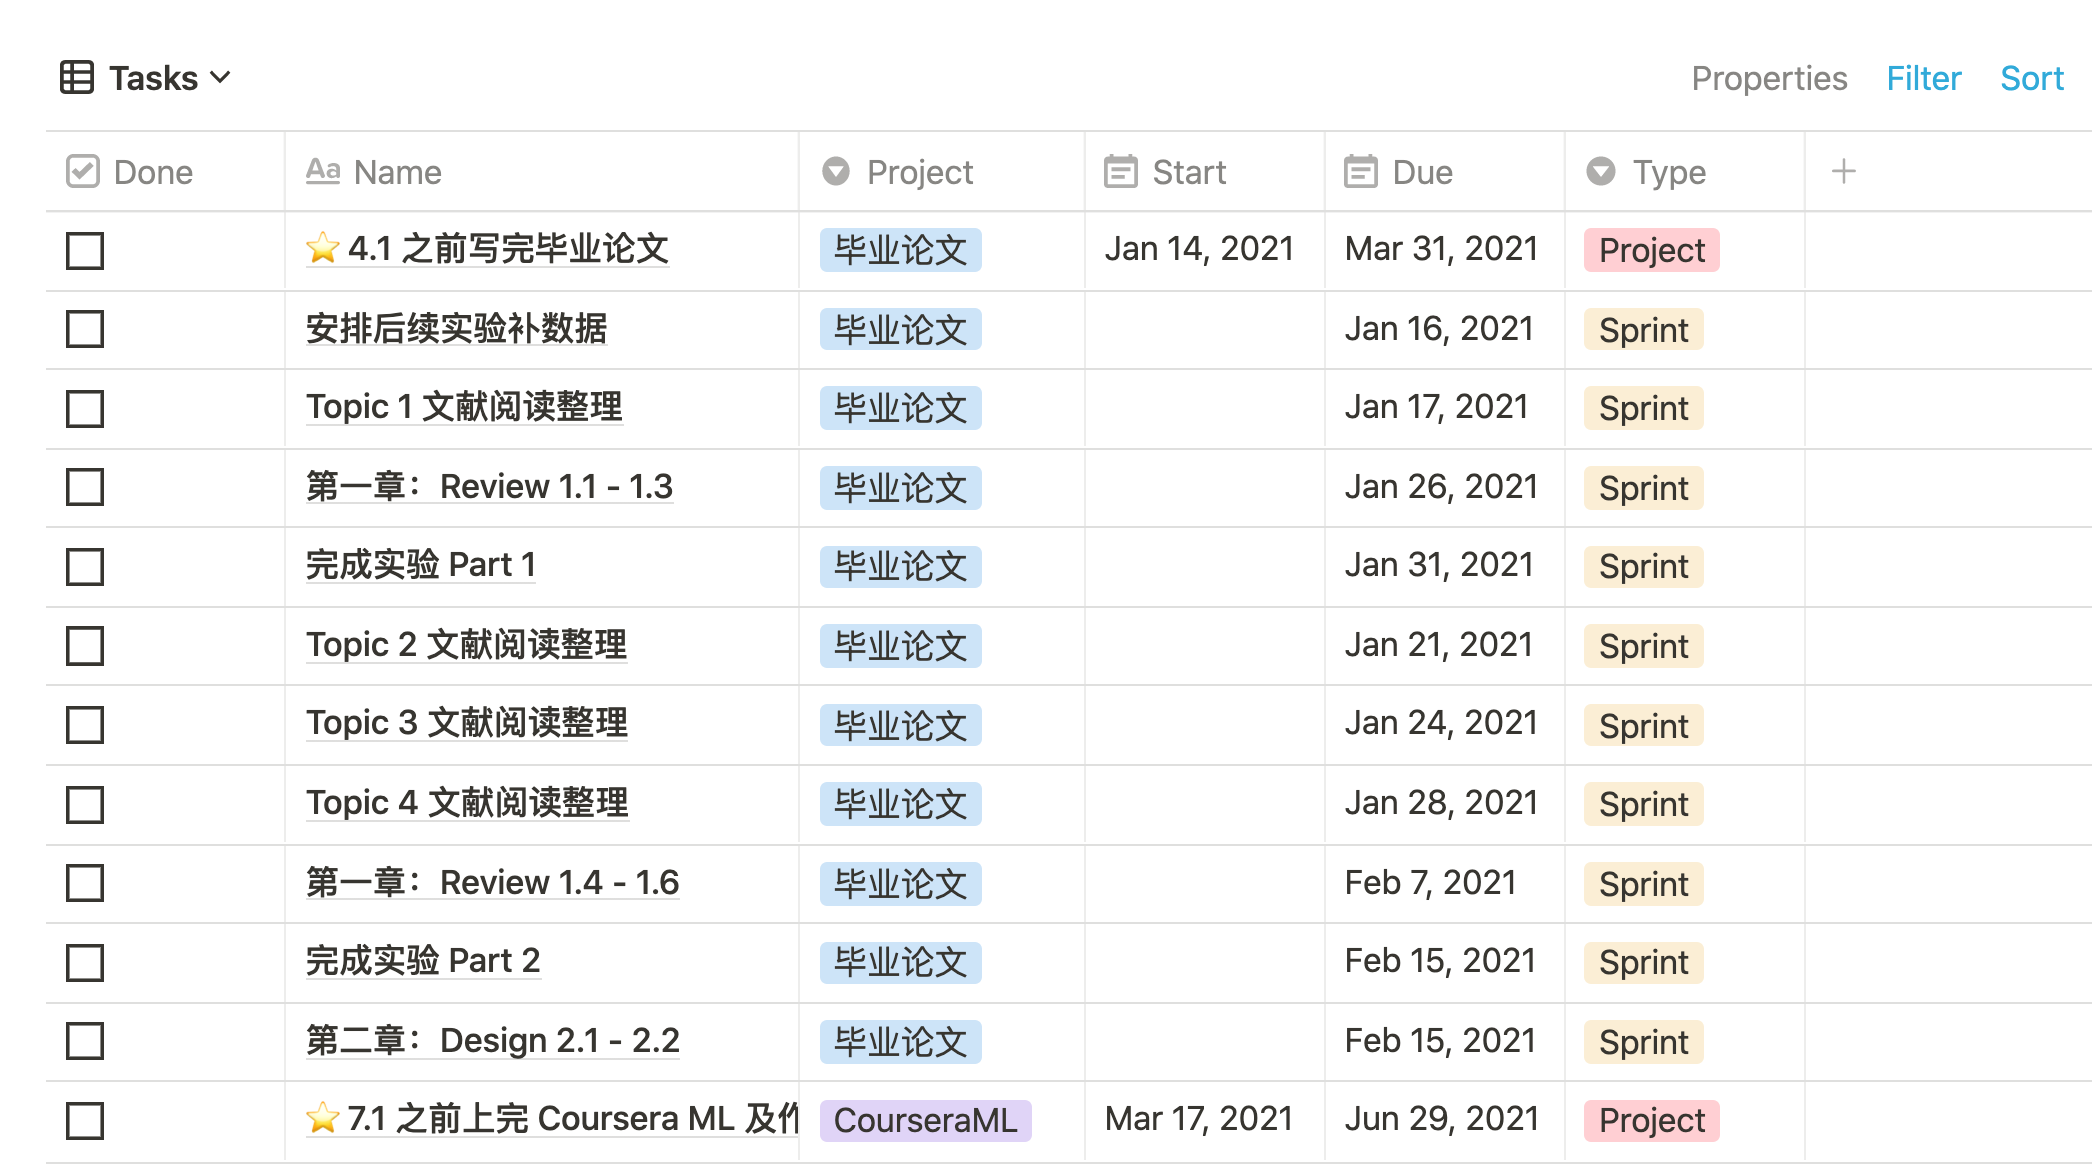 Tasks Properties Filter Sort
Done Name Project Start Due Type
⭐ 4.1 之前写完毕业论文 毕业论文 Jan 14, 2021 Mar 31, 2021 Project
安排后续实验补数据 毕业论文 Jan 16, 2021 Sprint
Topic 1 文献阅读整理 毕业论文 Jan 17, 2021 Sprint
第一章：Review 1.1 - 1.3 毕业论文 Jan 26, 2021 Sprint
完成实验 Part 1 毕业论文 Jan 31, 2021 Sprint
Topic 2 文献阅读整理 毕业论文 Jan 21, 2021 Sprint
Topic 3 文献阅读整理 毕业论文 Jan 24, 2021 Sprint
Topic 4 文献阅读整理 毕业论文 Jan 28, 2021 Sprint
第一章：Review 1.4 - 1.6 毕业论文 Feb 7, 2021 Sprint
完成实验 Part 2 毕业论文 Feb 15, 2021 Sprint
第二章：Design 2.1 - 2.2 毕业论文 Feb 15, 2021 Sprint
⭐ 7.1 之前上完 Coursera ML 及 CourseraML Mar 17, 2021 Jun 29, 2021 Project